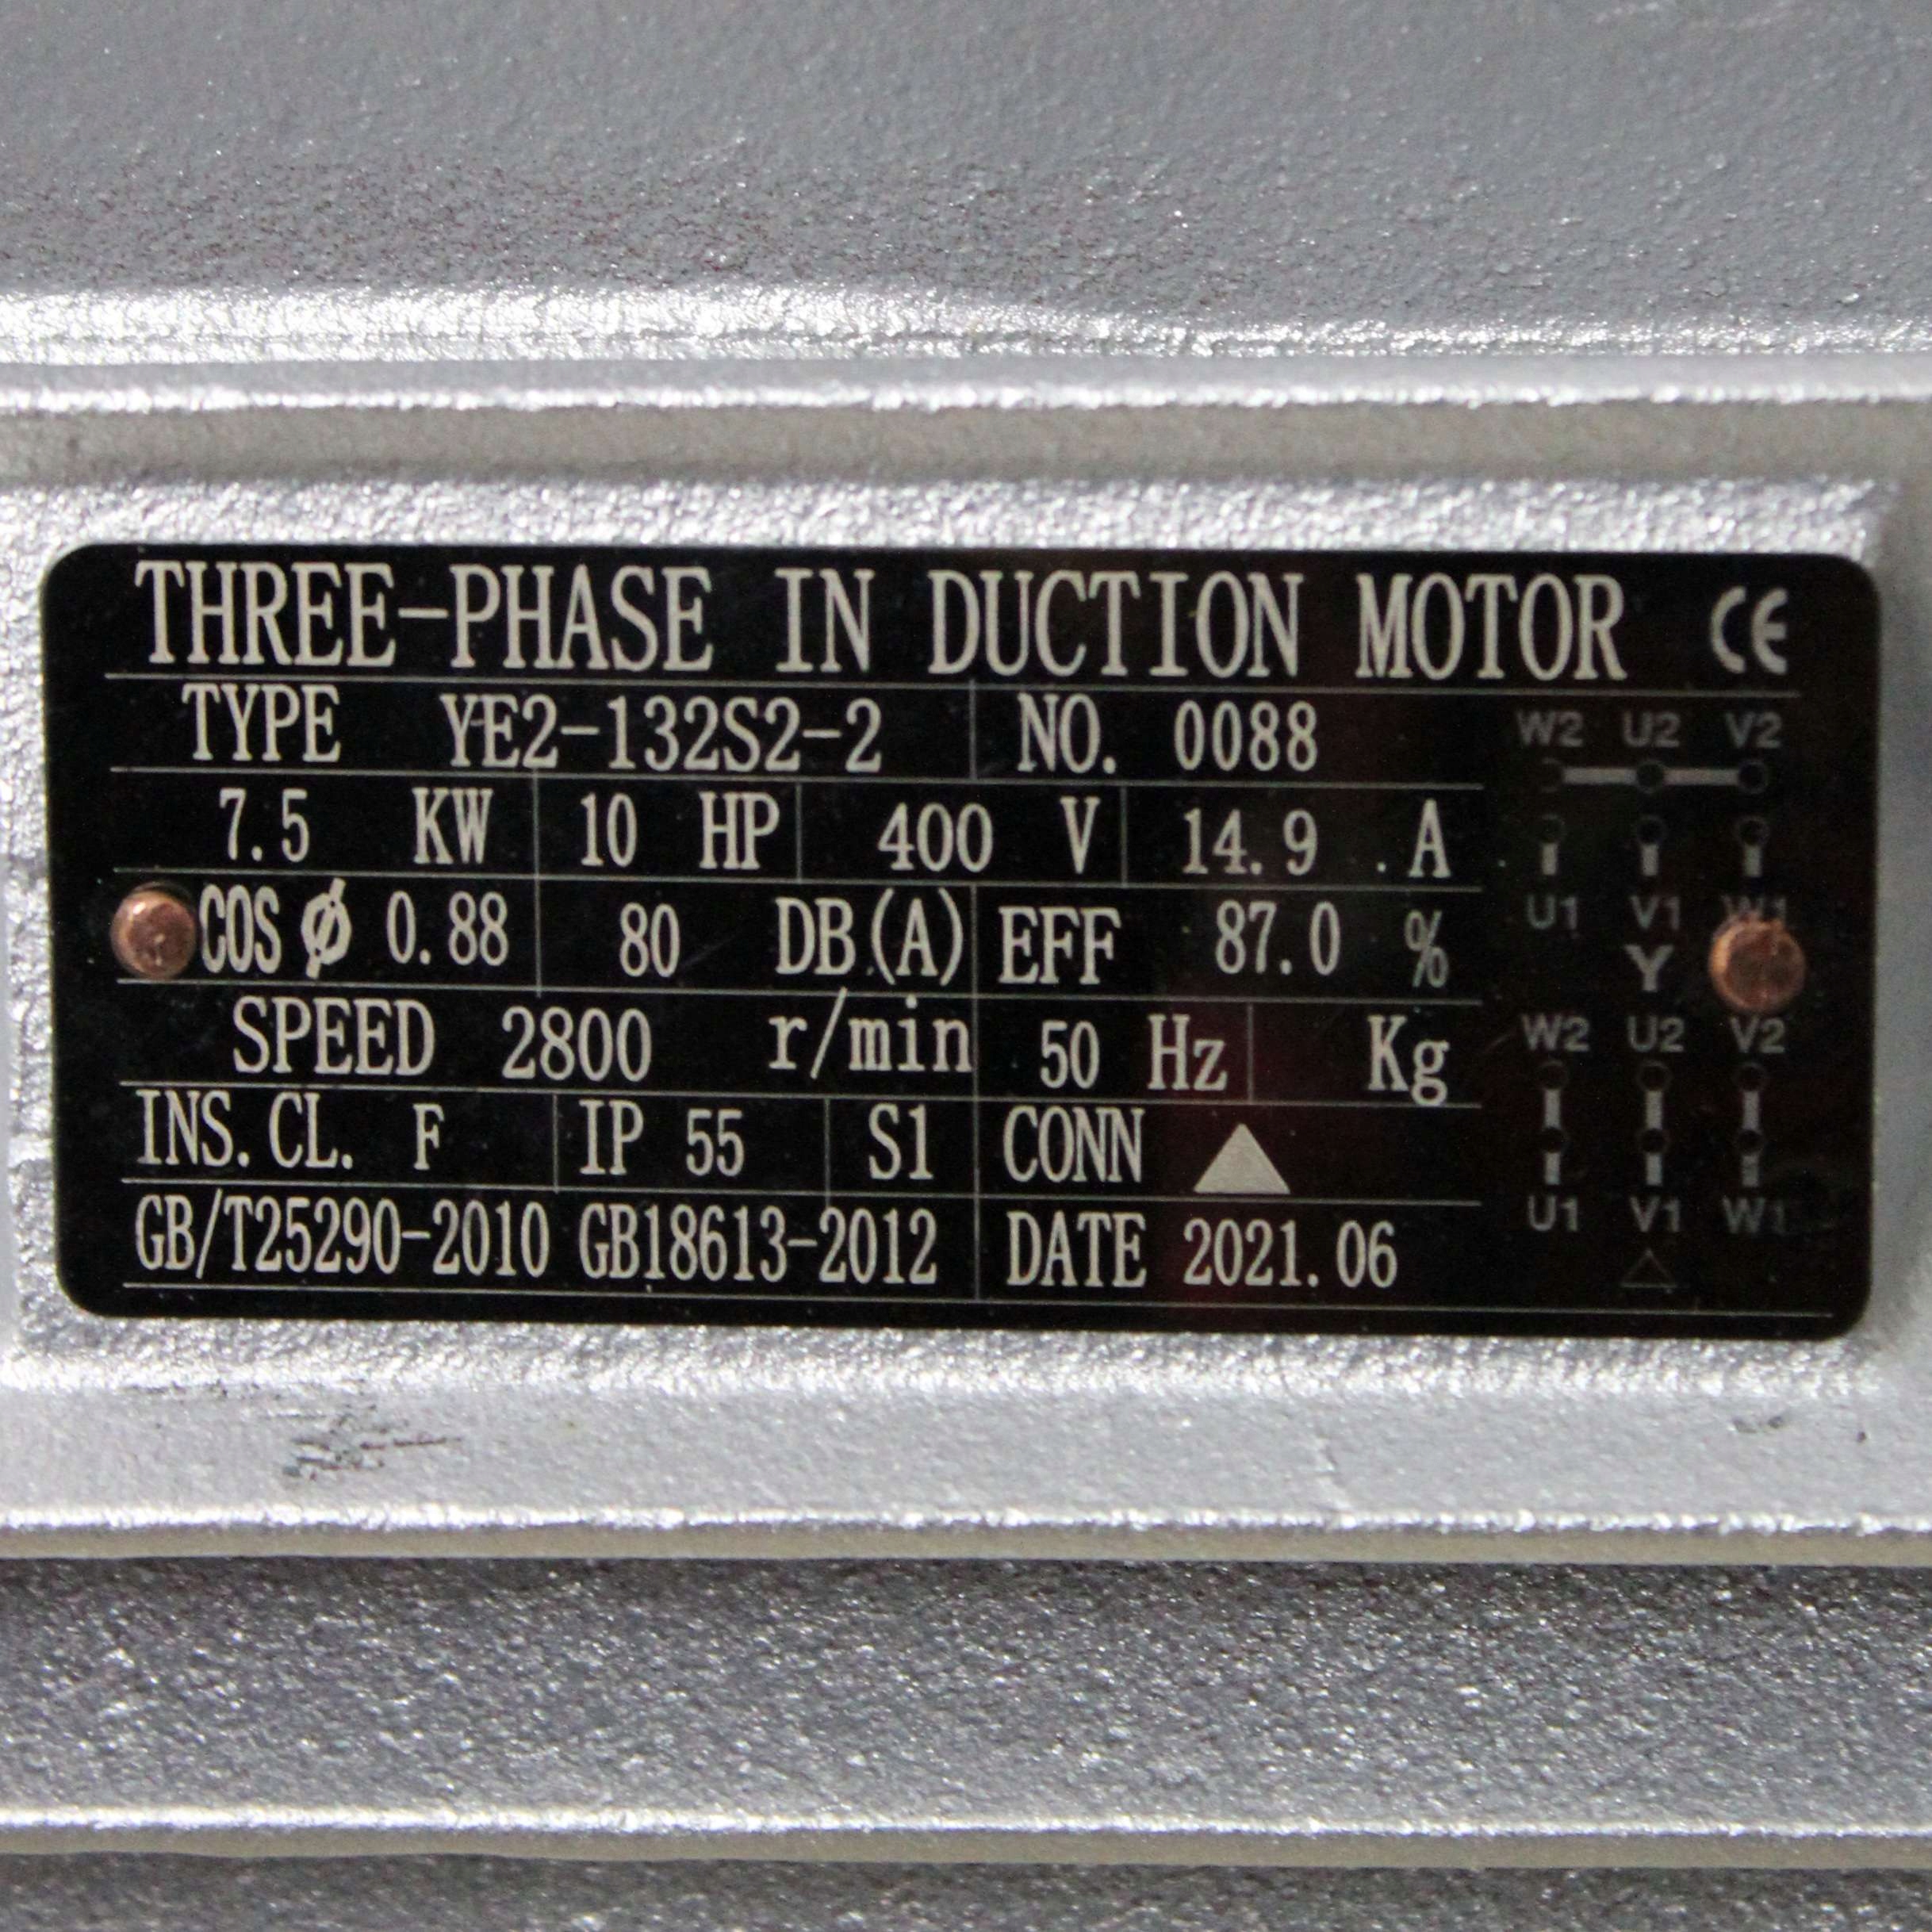 THREE-PHASE IN DUCTION MOTOR CE
TYPE YE2-132S2-2 NO. 0088
7.5 KW 10 HP 400 V 14.9 . A
COS φ 0.88 80 DB(A) EFF 87.0 %
SPEED 2800 r/min 50 Hz Kg
INS.CL. F IP 55 S1 CONN
GB/T25290-2010 GB18613-2012 DATE 2021.06
W2 U2 V2
U1 V1 W1
Y
W2 U2 V2
U1 V1 W1